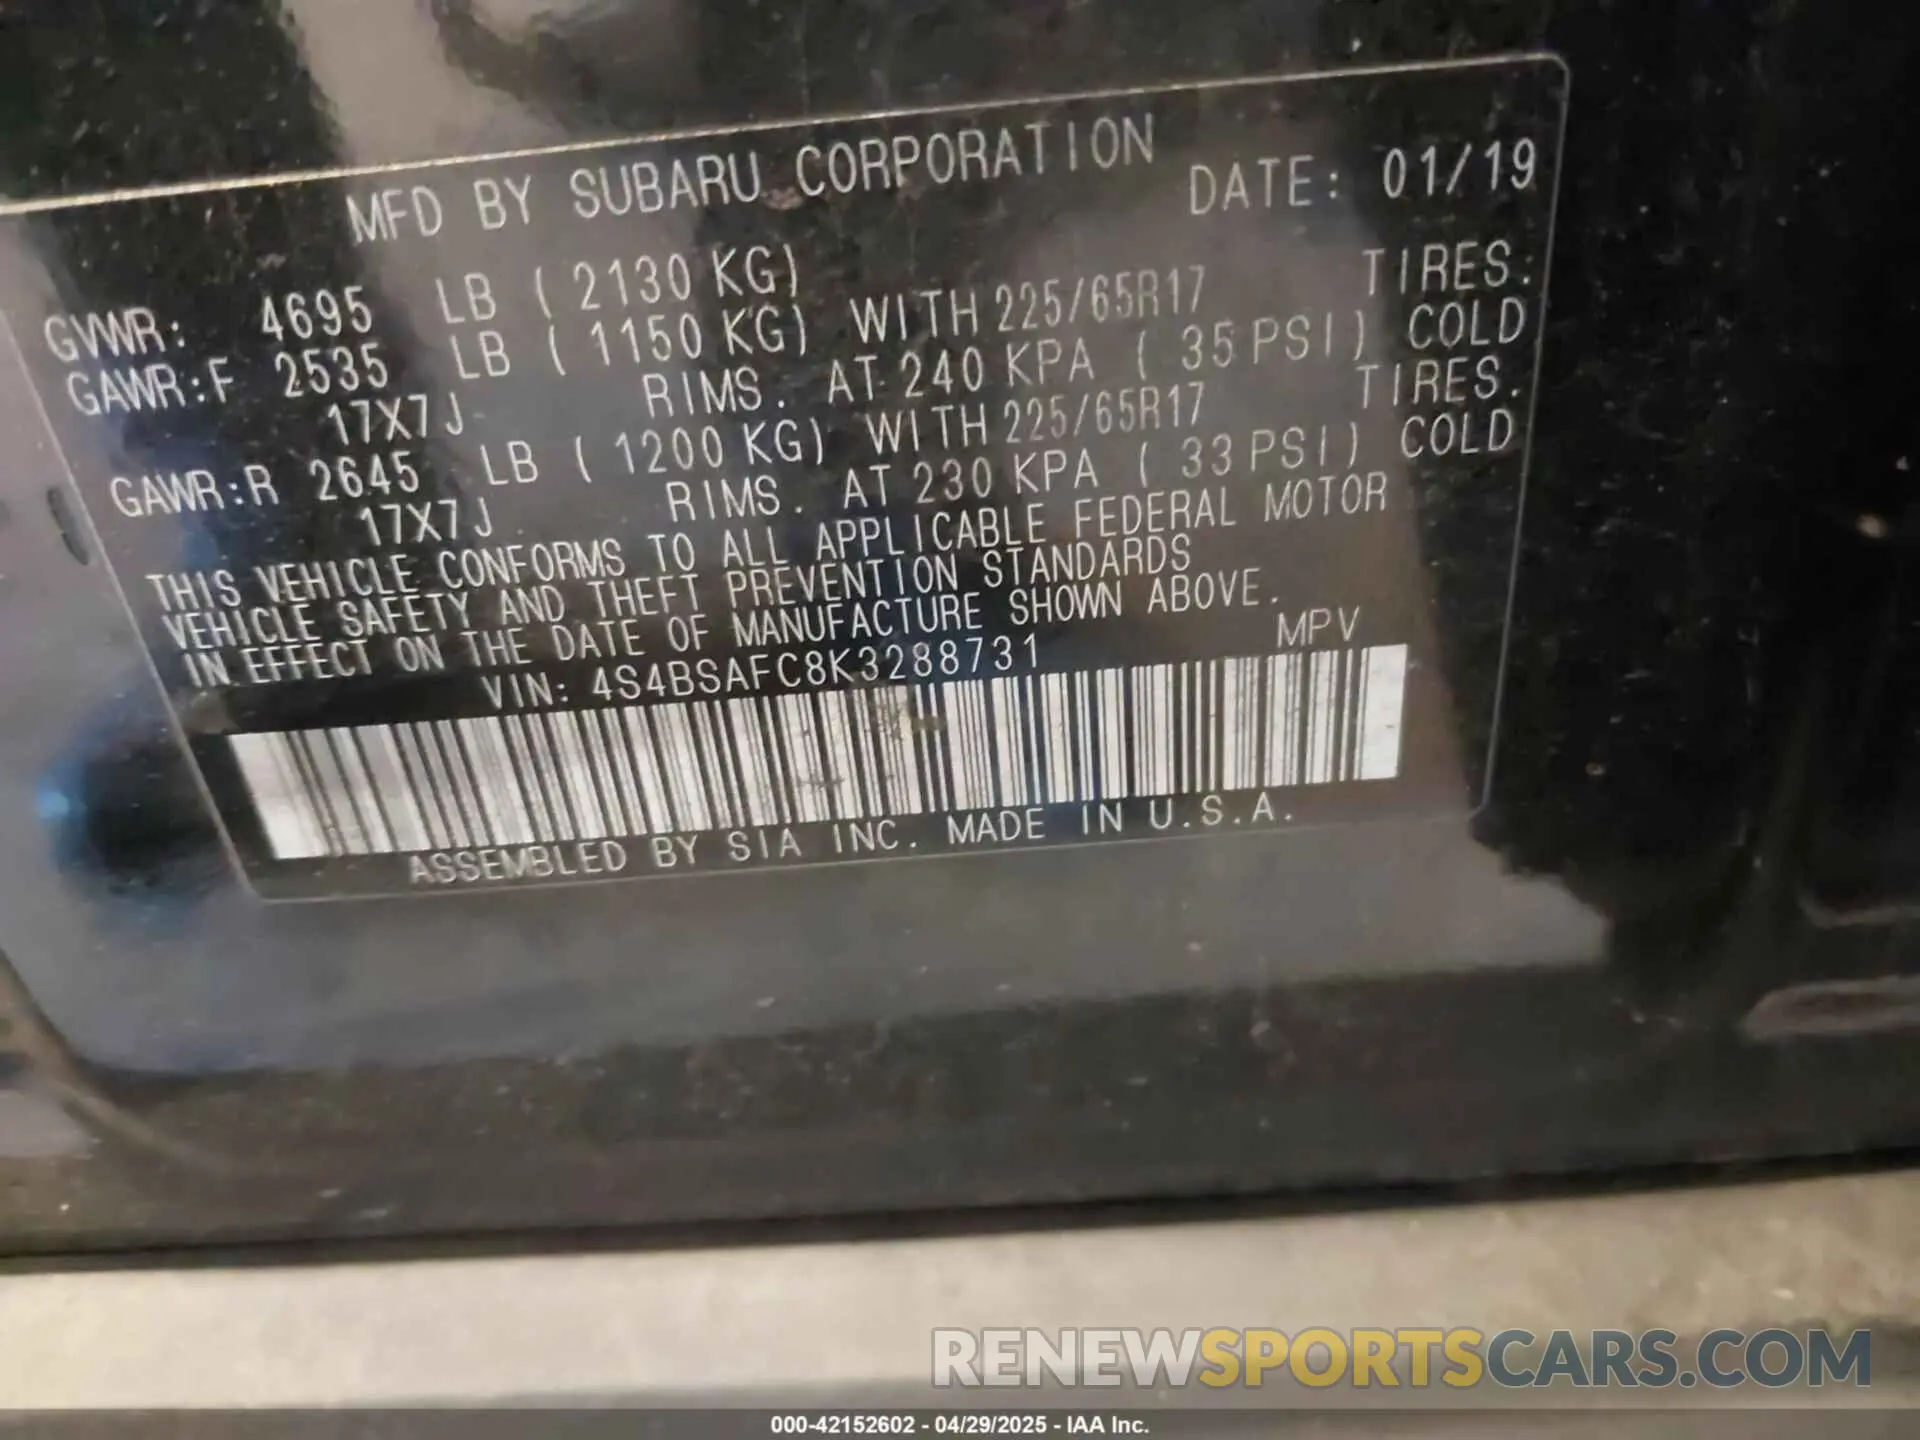 MFD BY SUBARU CORPORATION DATE: 01/19
GVWR: 4695 LB ( 2130 KG)
GAWR:F 2535 LB ( 1150 KG) WITH 225/65R17 TIRES.
17X7J RIMS. AT 240 KPA ( 35 PSI) COLD
GAWR:R 2645 LB ( 1200 KG) WITH 225/65R17 TIRES.
17X7J RIMS. AT 230 KPA ( 33 PSI) COLD
THIS VEHICLE CONFORMS TO ALL APPLICABLE FEDERAL MOTOR
VEHICLE SAFETY AND THEFT PREVENTION STANDARDS
IN EFFECT ON THE DATE OF MANUFACTURE SHOWN ABOVE.
VIN: 4S4BSAFC8K3288731 MPV
ASSEMBLED BY SIA INC. MADE IN U.S.A.
RENEWSPORTSCARS.COM
000-42152602 - 04/29/2025 - IAA Inc.